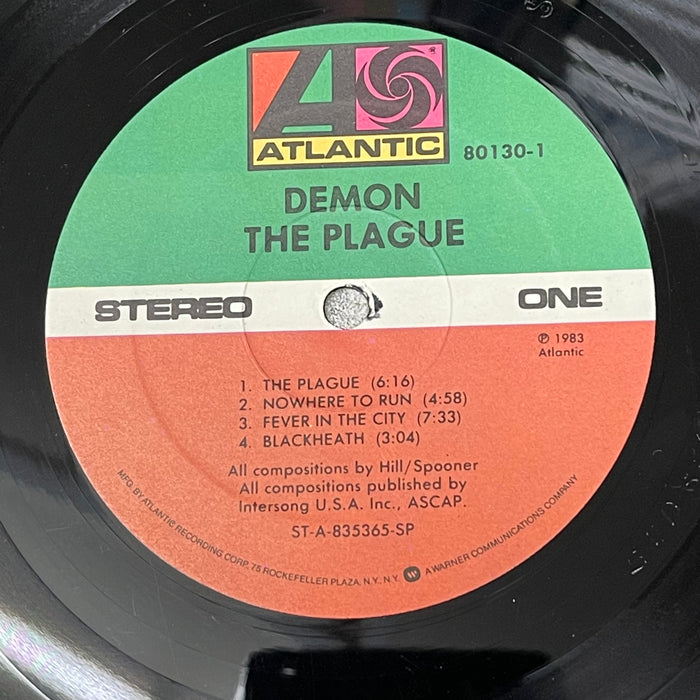 ATLANTIC
80130-1
DEMON
THE PLAGUE
STEREO
ONE
℗ 1983
Atlantic
1. THE PLAGUE (6:16)
2. NOWHERE TO RUN (4:58)
3. FEVER IN THE CITY (7:33)
4. BLACKHEATH (3:04)
All compositions by Hill/Spooner
All compositions published by
Intersong U.S.A. Inc., ASCAP.
ST-A-835365-SP
MFG. BY ATLANTIC RECORDING CORP. 75 ROCKEFELLER PLAZA, N.Y., N.Y. A WARNER COMMUNICATIONS COMPANY